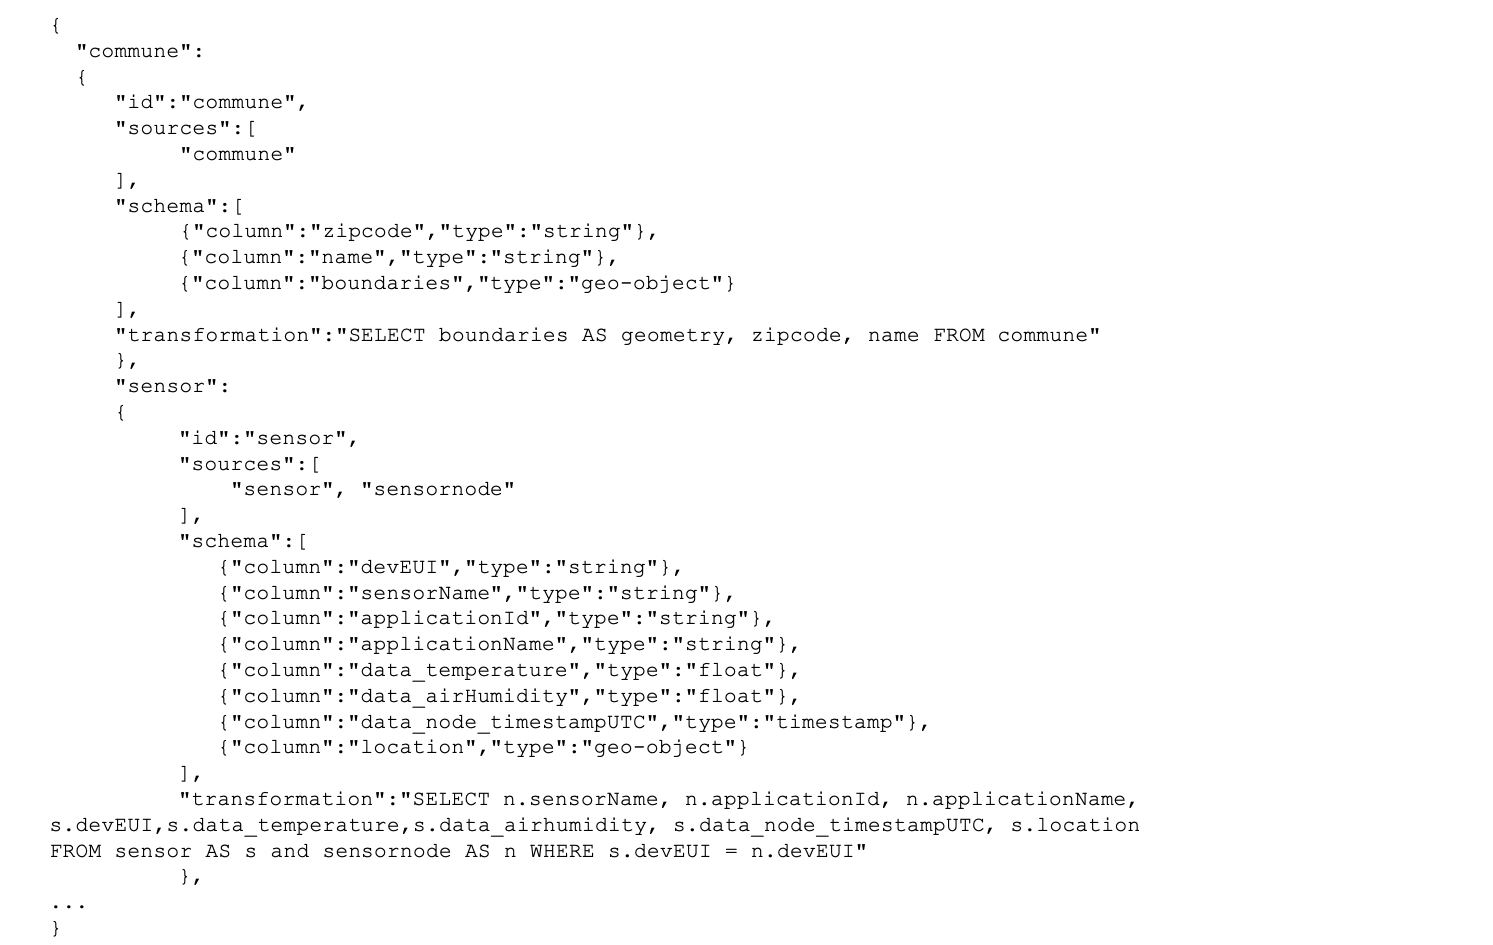 {
"commune":
{
"id":"commune",
"sources":[
"commune"
],
"schema":[
{"column":"zipcode","type":"string"},
{"column":"name","type":"string"},
{"column":"boundaries","type":"geo-object"}
],
"transformation":"SELECT boundaries AS geometry, zipcode, name FROM commune"
},
"sensor":
{
"id":"sensor",
"sources":[
"sensor", "sensornode"
],
"schema":[
{"column":"devEUI","type":"string"},
{"column":"sensorName","type":"string"},
{"column":"applicationId","type":"string"},
{"column":"applicationName","type":"string"},
{"column":"data_temperature","type":"float"},
{"column":"data_airHumidity","type":"float"},
{"column":"data_node_timestampUTC","type":"timestamp"},
{"column":"location","type":"geo-object"}
],
"transformation":"SELECT n.sensorName, n.applicationId, n.applicationName,
s.devEUI,s.data_temperature,s.data_airhumidity, s.data_node_timestampUTC, s.location
FROM sensor AS s and sensornode AS n WHERE s.devEUI = n.devEUI"
},
...
}